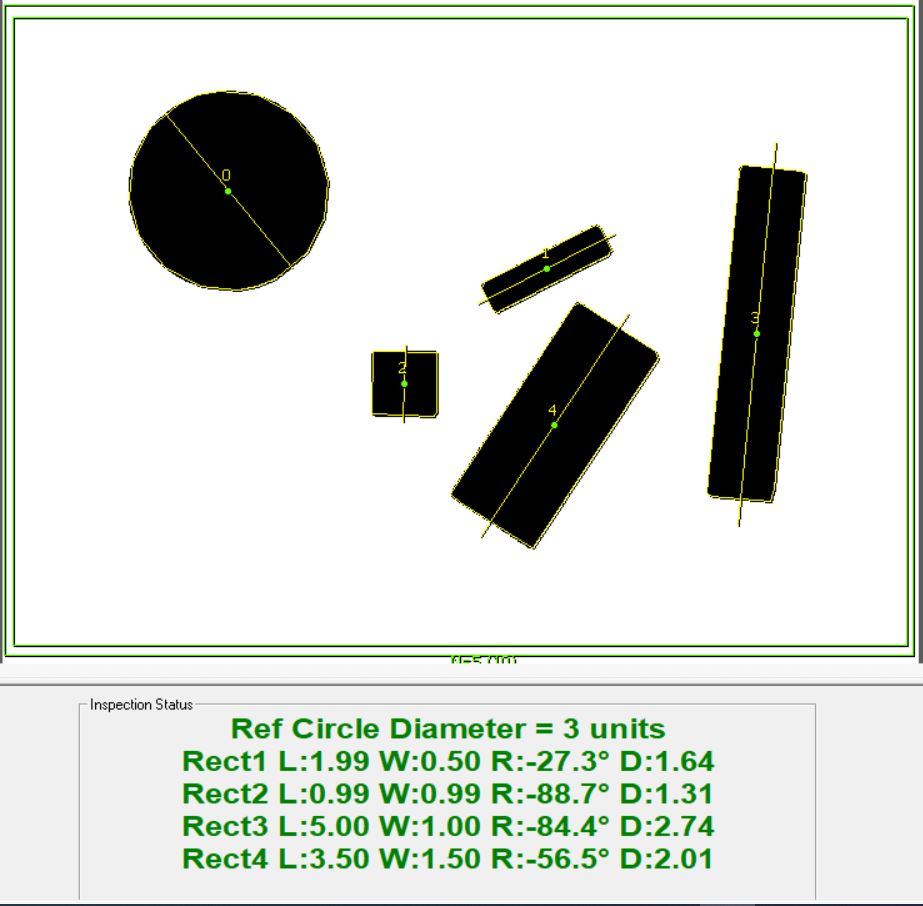 0
1
3
2
4
Inspection Status
Ref Circle Diameter = 3 units
Rect1 L:1.99 W:0.50 R:-27.3° D:1.64
Rect2 L:0.99 W:0.99 R:-88.7° D:1.31
Rect3 L:5.00 W:1.00 R:-84.4° D:2.74
Rect4 L:3.50 W:1.50 R:-56.5° D:2.01